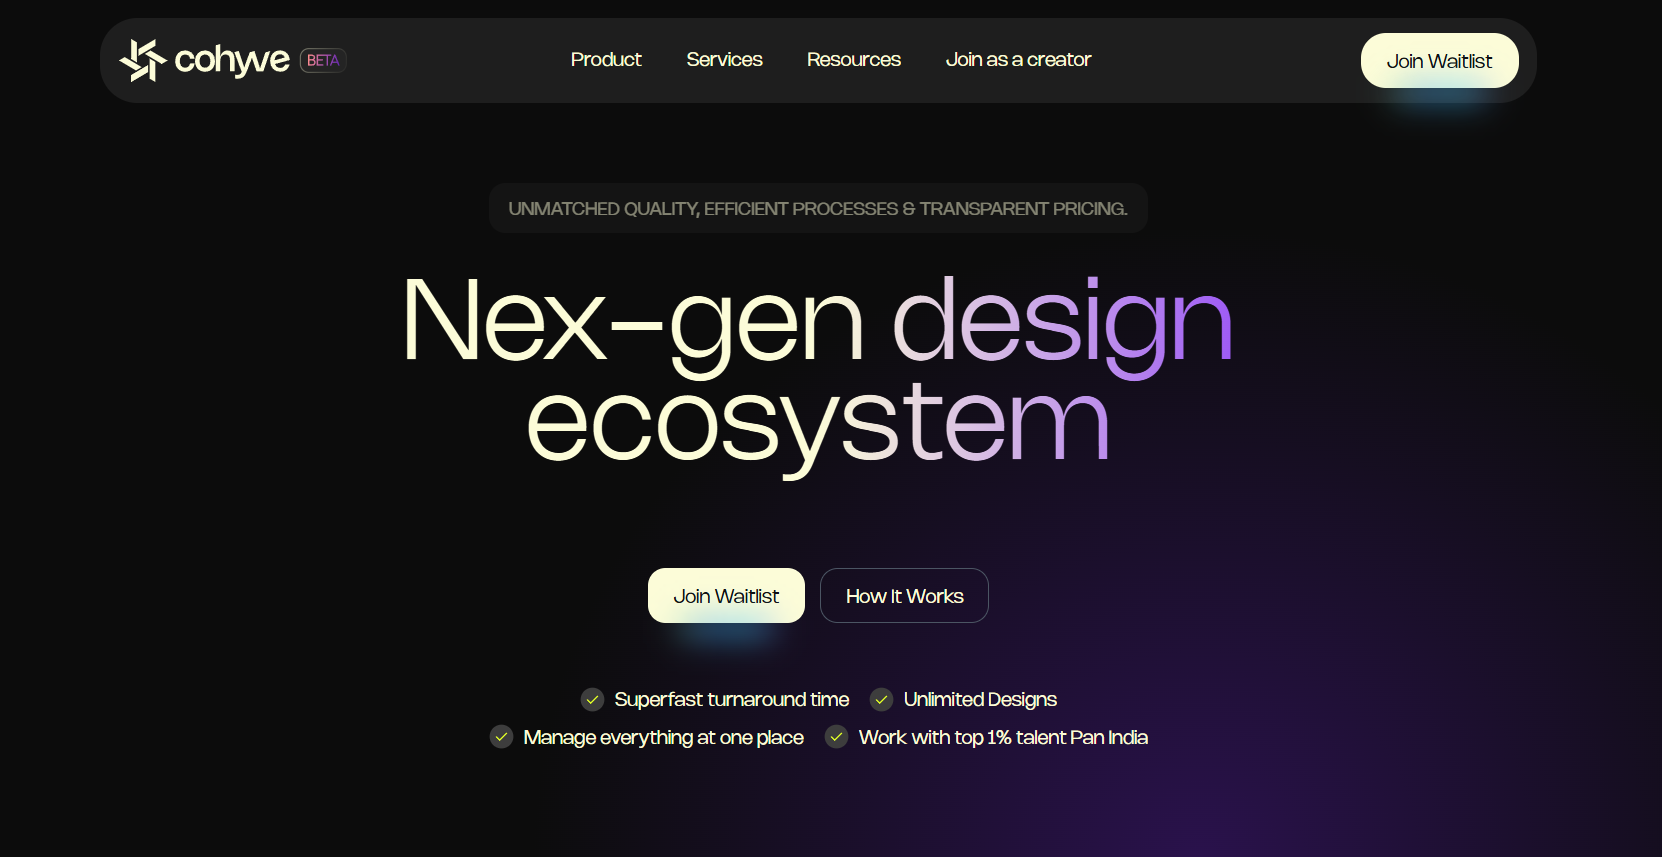 cohywe BETA Product Services Resources Join as a creator Join Waitlist
UNMATCHED QUALITY, EFFICIENT PROCESSES & TRANSPARENT PRICING.
Nex-gen design
ecosystem
Join Waitlist How It Works
Superfast turnaround time Unlimited Designs
Manage everything at one place Work with top 1% talent Pan India